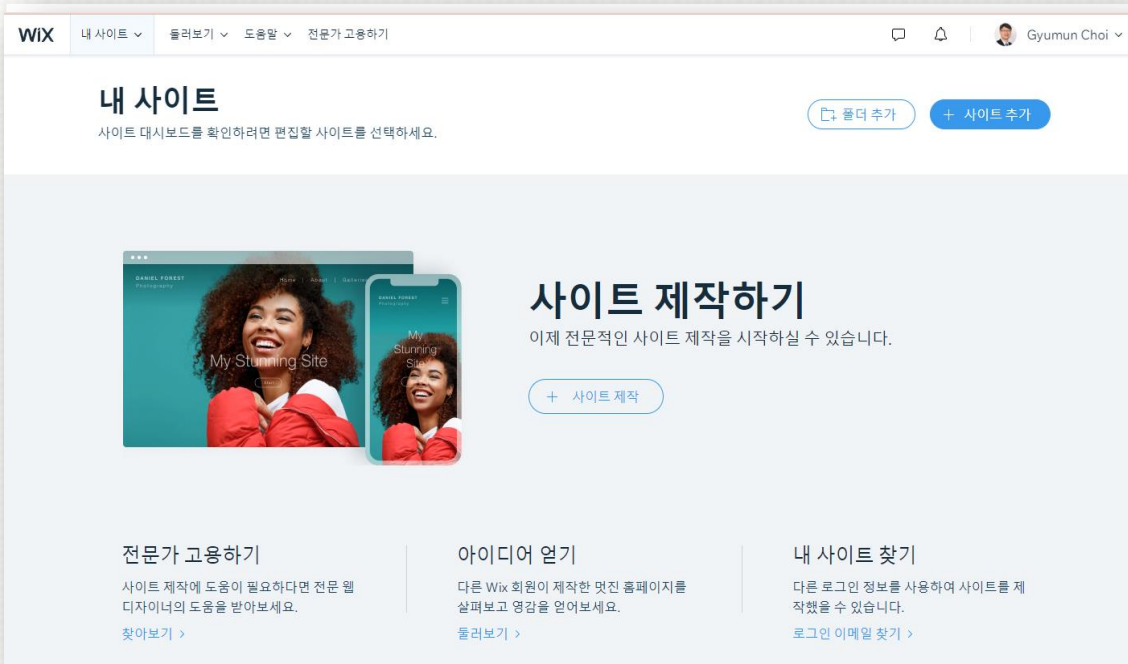 WiX
내 사이트
둘러보기
도움말
전문가 고용하기
Gyumun Choi
내 사이트
사이트 대시보드를 확인하려면 편집할 사이트를 선택하세요.
폴더 추가
+ 사이트 추가
DANIEL FOREST
Photography
Home | About |
My Stunning Site
DANIEL FOREST
Photography
My
Stunning
Site
사이트 제작하기
이제 전문적인 사이트 제작을 시작하실 수 있습니다.
+ 사이트 제작
전문가 고용하기
사이트 제작에 도움이 필요하다면 전문 웹
디자이너의 도움을 받아보세요.
찾아보기 >
아이디어 얻기
다른 Wix 회원이 제작한 멋진 홈페이지를
살펴보고 영감을 얻어보세요.
둘러보기 >
내 사이트 찾기
다른 로그인 정보를 사용하여 사이트를 제
작했을 수 있습니다.
로그인 이메일 찾기 >